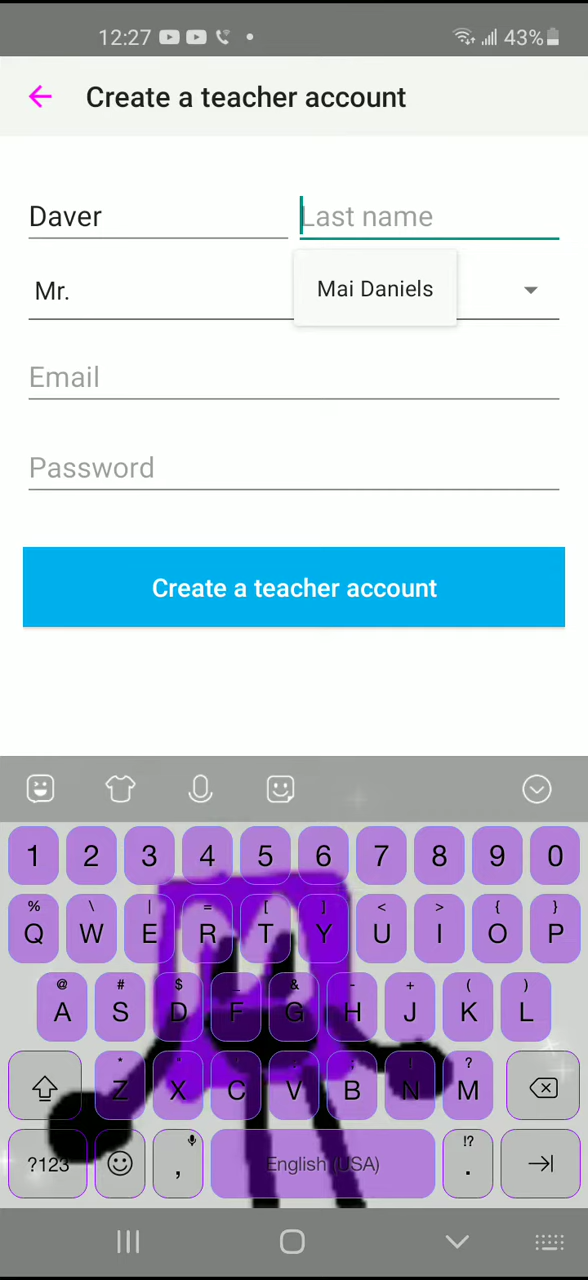 12:27 43%
Create a teacher account
Daver Last name
Mr. Mai Daniels
Email
Password
Create a teacher account
1 2 3 4 5 6 7 8 9 0
% \ | = [ ] < > { }
Q W E R T Y U I O P
@ # $ _ & - + ( )
A S D F G H J K L
* " ' : ; ! ?
Z X C V B N M
!?
?123 , English (USA) .